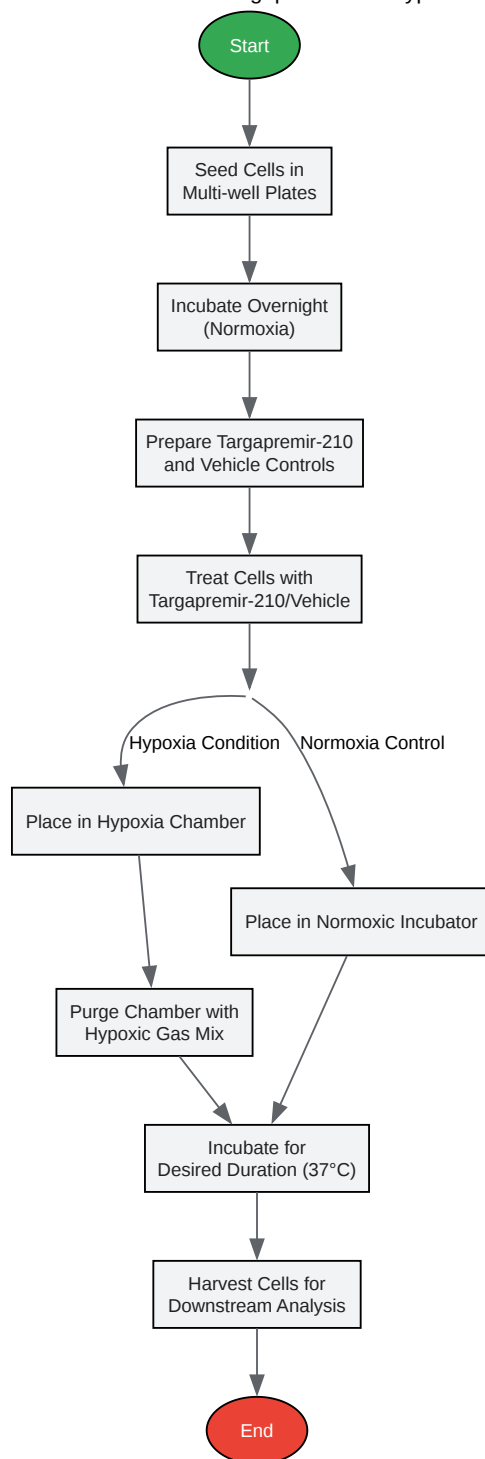 Start
Seed Cells in
Multi-well Plates
Incubate Overnight
(Normoxia)
Prepare Targapremir-210
and Vehicle Controls
Treat Cells with
Targapremir-210/Vehicle
Hypoxia Condition
Normoxia Control
Place in Hypoxia Chamber
Place in Normoxic Incubator
Purge Chamber with
Hypoxic Gas Mix
Incubate for
Desired Duration (37°C)
Harvest Cells for
Downstream Analysis
End